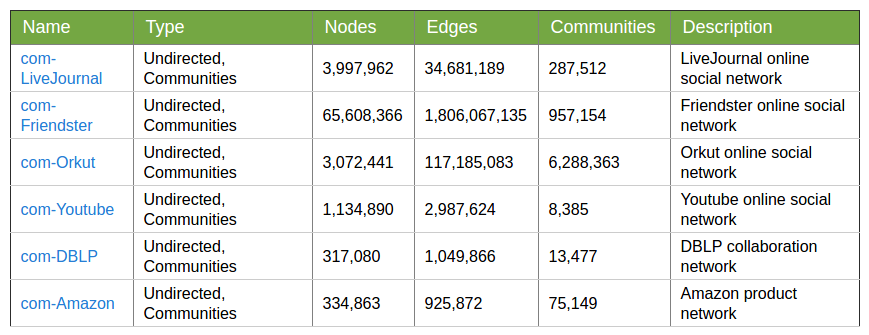 Name Type Nodes Edges Communities Description
com-LiveJournal Undirected, Communities 3,997,962 34,681,189 287,512 LiveJournal online social network
com-Friendster Undirected, Communities 65,608,366 1,806,067,135 957,154 Friendster online social network
com-Orkut Undirected, Communities 3,072,441 117,185,083 6,288,363 Orkut online social network
com-Youtube Undirected, Communities 1,134,890 2,987,624 8,385 Youtube online social network
com-DBLP Undirected, Communities 317,080 1,049,866 13,477 DBLP collaboration network
com-Amazon Undirected, Communities 334,863 925,872 75,149 Amazon product network